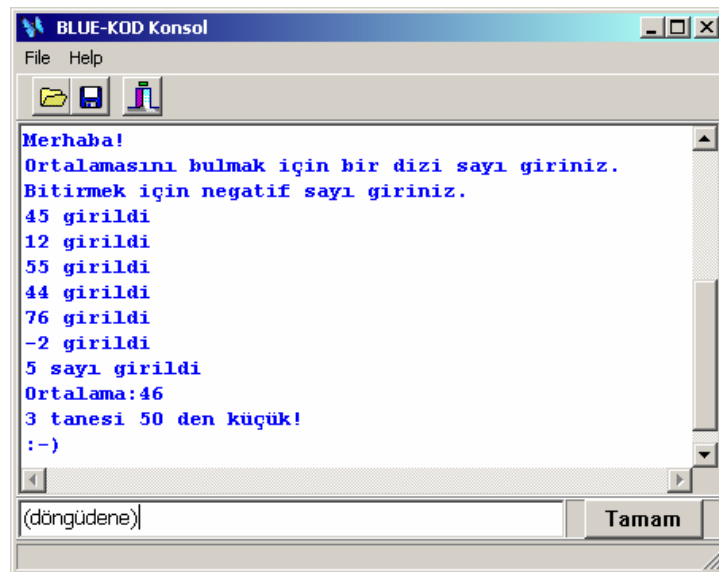 BLUE-KOD Konsol
File Help
Merhaba!
Ortalamasını bulmak için bir dizi sayı giriniz.
Bitirmek için negatif sayı giriniz.
45 girildi
12 girildi
55 girildi
44 girildi
76 girildi
-2 girildi
5 sayı girildi
Ortalama:46
3 tanesi 50 den küçük!
:-)
(döngüdene)
Tamam